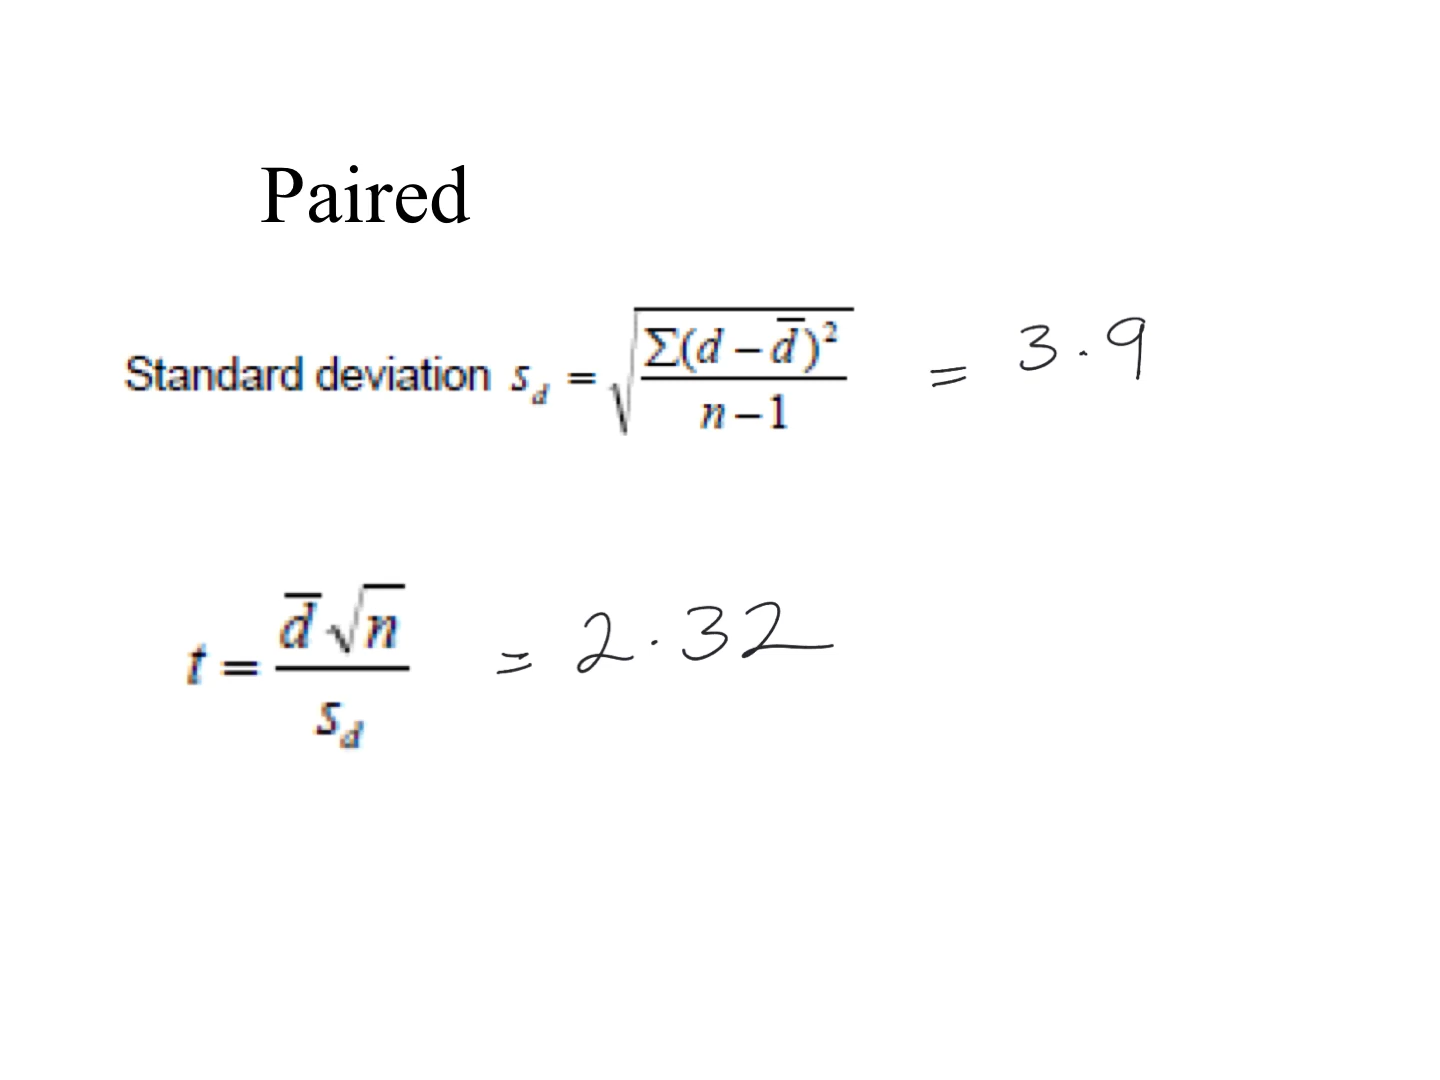 Paired
Standard deviation s_d = √(Σ(d – d̅)² / (n – 1)) = 3.9
t = d̅√n / s_d = 2.32